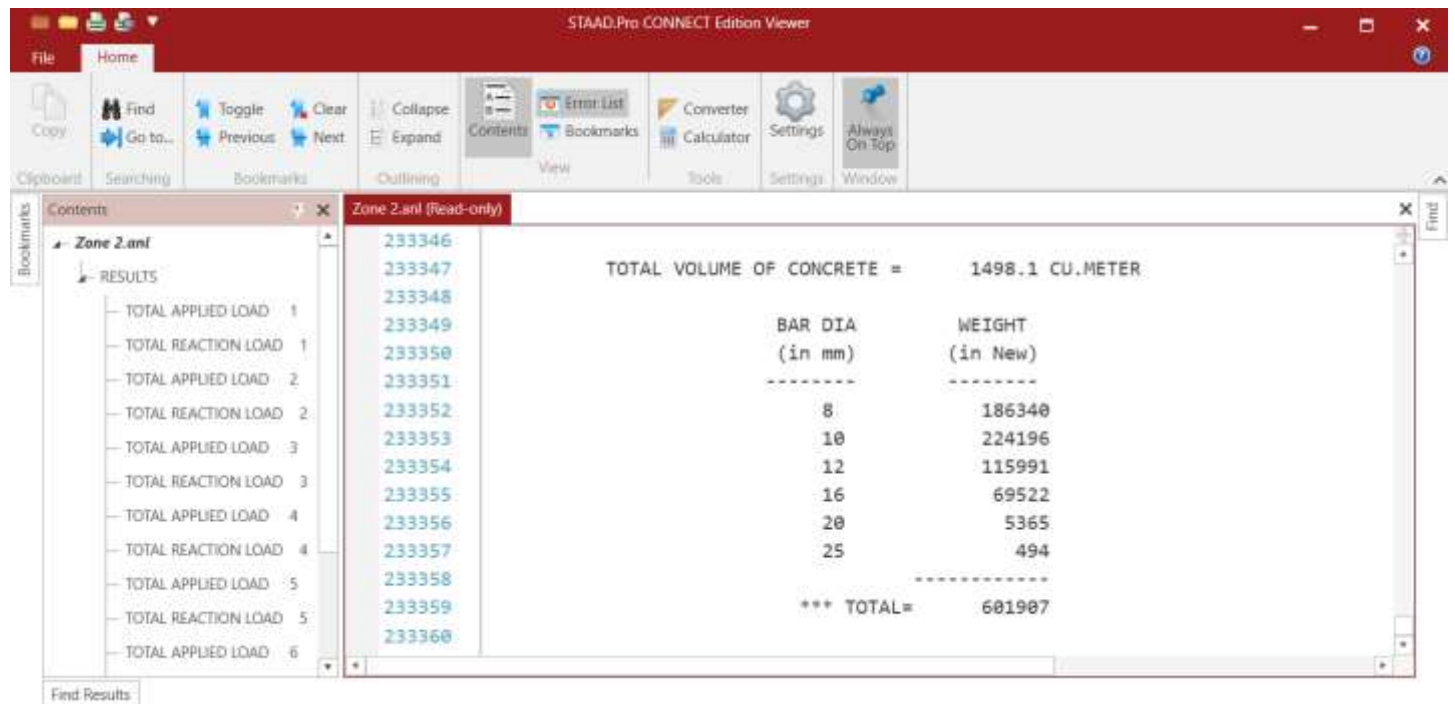 STAAD.Pro CONNECT Edition Viewer
File Home
Copy
Find
Go to...
Toggle Clear
Previous Next
Collapse
Expand
Contents
Error List
Bookmarks
Converter
Calculator
Settings
Always On Top
Clipboard Searching Bookmarks Outlining View Tools Settings Window
Bookmarks
Contents
Zone 2.anl (Read-only)
Find
Zone 2.anl
RESULTS
TOTAL APPLIED LOAD 1
TOTAL REACTION LOAD 1
TOTAL APPLIED LOAD 2
TOTAL REACTION LOAD 2
TOTAL APPLIED LOAD 3
TOTAL REACTION LOAD 3
TOTAL APPLIED LOAD 4
TOTAL REACTION LOAD 4
TOTAL APPLIED LOAD 5
TOTAL REACTION LOAD 5
TOTAL APPLIED LOAD 6
233346
233347 TOTAL VOLUME OF CONCRETE = 1498.1 CU.METER
233348
233349 BAR DIA WEIGHT
233350 (in mm) (in New)
233351 -------- --------
233352 8 186340
233353 10 224196
233354 12 115991
233355 16 69522
233356 20 5365
233357 25 494
233358 ------------
233359 *** TOTAL= 601907
233360
Find Results